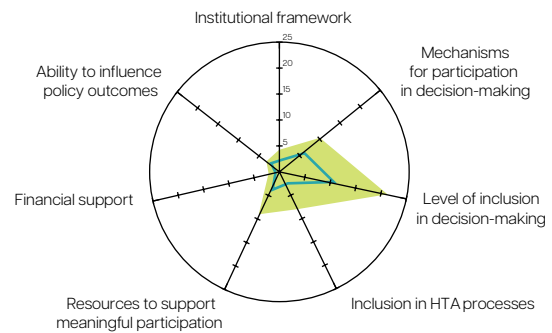 Institutional framework
25
20
15
10
5
Mechanisms
for participation
in decision-making
Level of inclusion
in decision-making
Inclusion in HTA processes
Resources to support
meaningful participation
Financial support
Ability to influence
policy outcomes